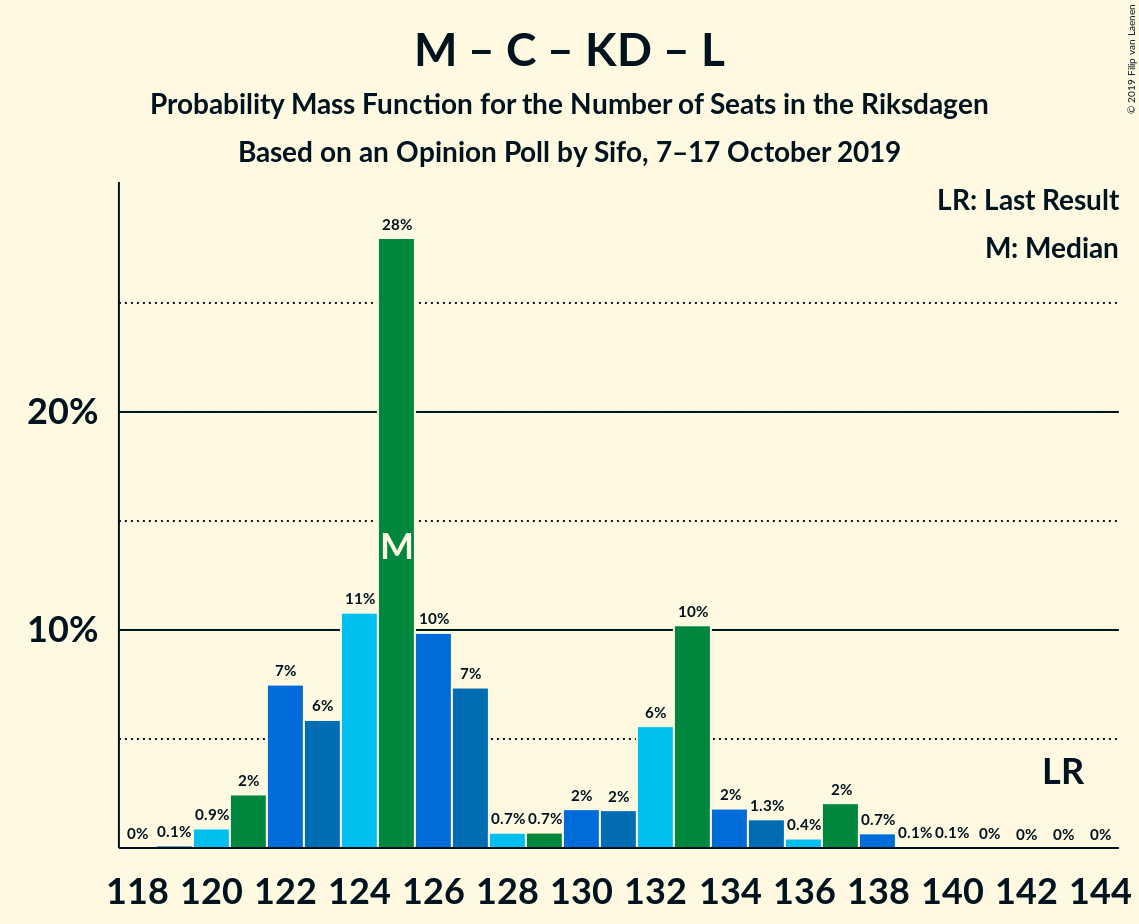 M – C – KD – L
Probability Mass Function for the Number of Seats in the Riksdagen
Based on an Opinion Poll by Sifo, 7–17 October 2019
© 2019 Filip van Laenen
LR: Last Result
M: Median
20%
10%
0% 0.1% 0.9% 2% 7% 6% 11% 28% 10% 7% 0.7% 0.7% 2% 2% 6% 10% 2% 1.3% 0.4% 2% 0.7% 0.1% 0.1% 0% 0% 0% 0%
M
LR
118 120 122 124 126 128 130 132 134 136 138 140 142 144